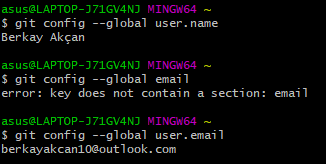 asus@LAPTOP-J71GV4NJ MINGW64 ~
$ git config --global user.name
Berkay Akçan
asus@LAPTOP-J71GV4NJ MINGW64 ~
$ git config --global email
error: key does not contain a section: email
asus@LAPTOP-J71GV4NJ MINGW64 ~
$ git config --global user.email
berkayakcan10@outlook.com